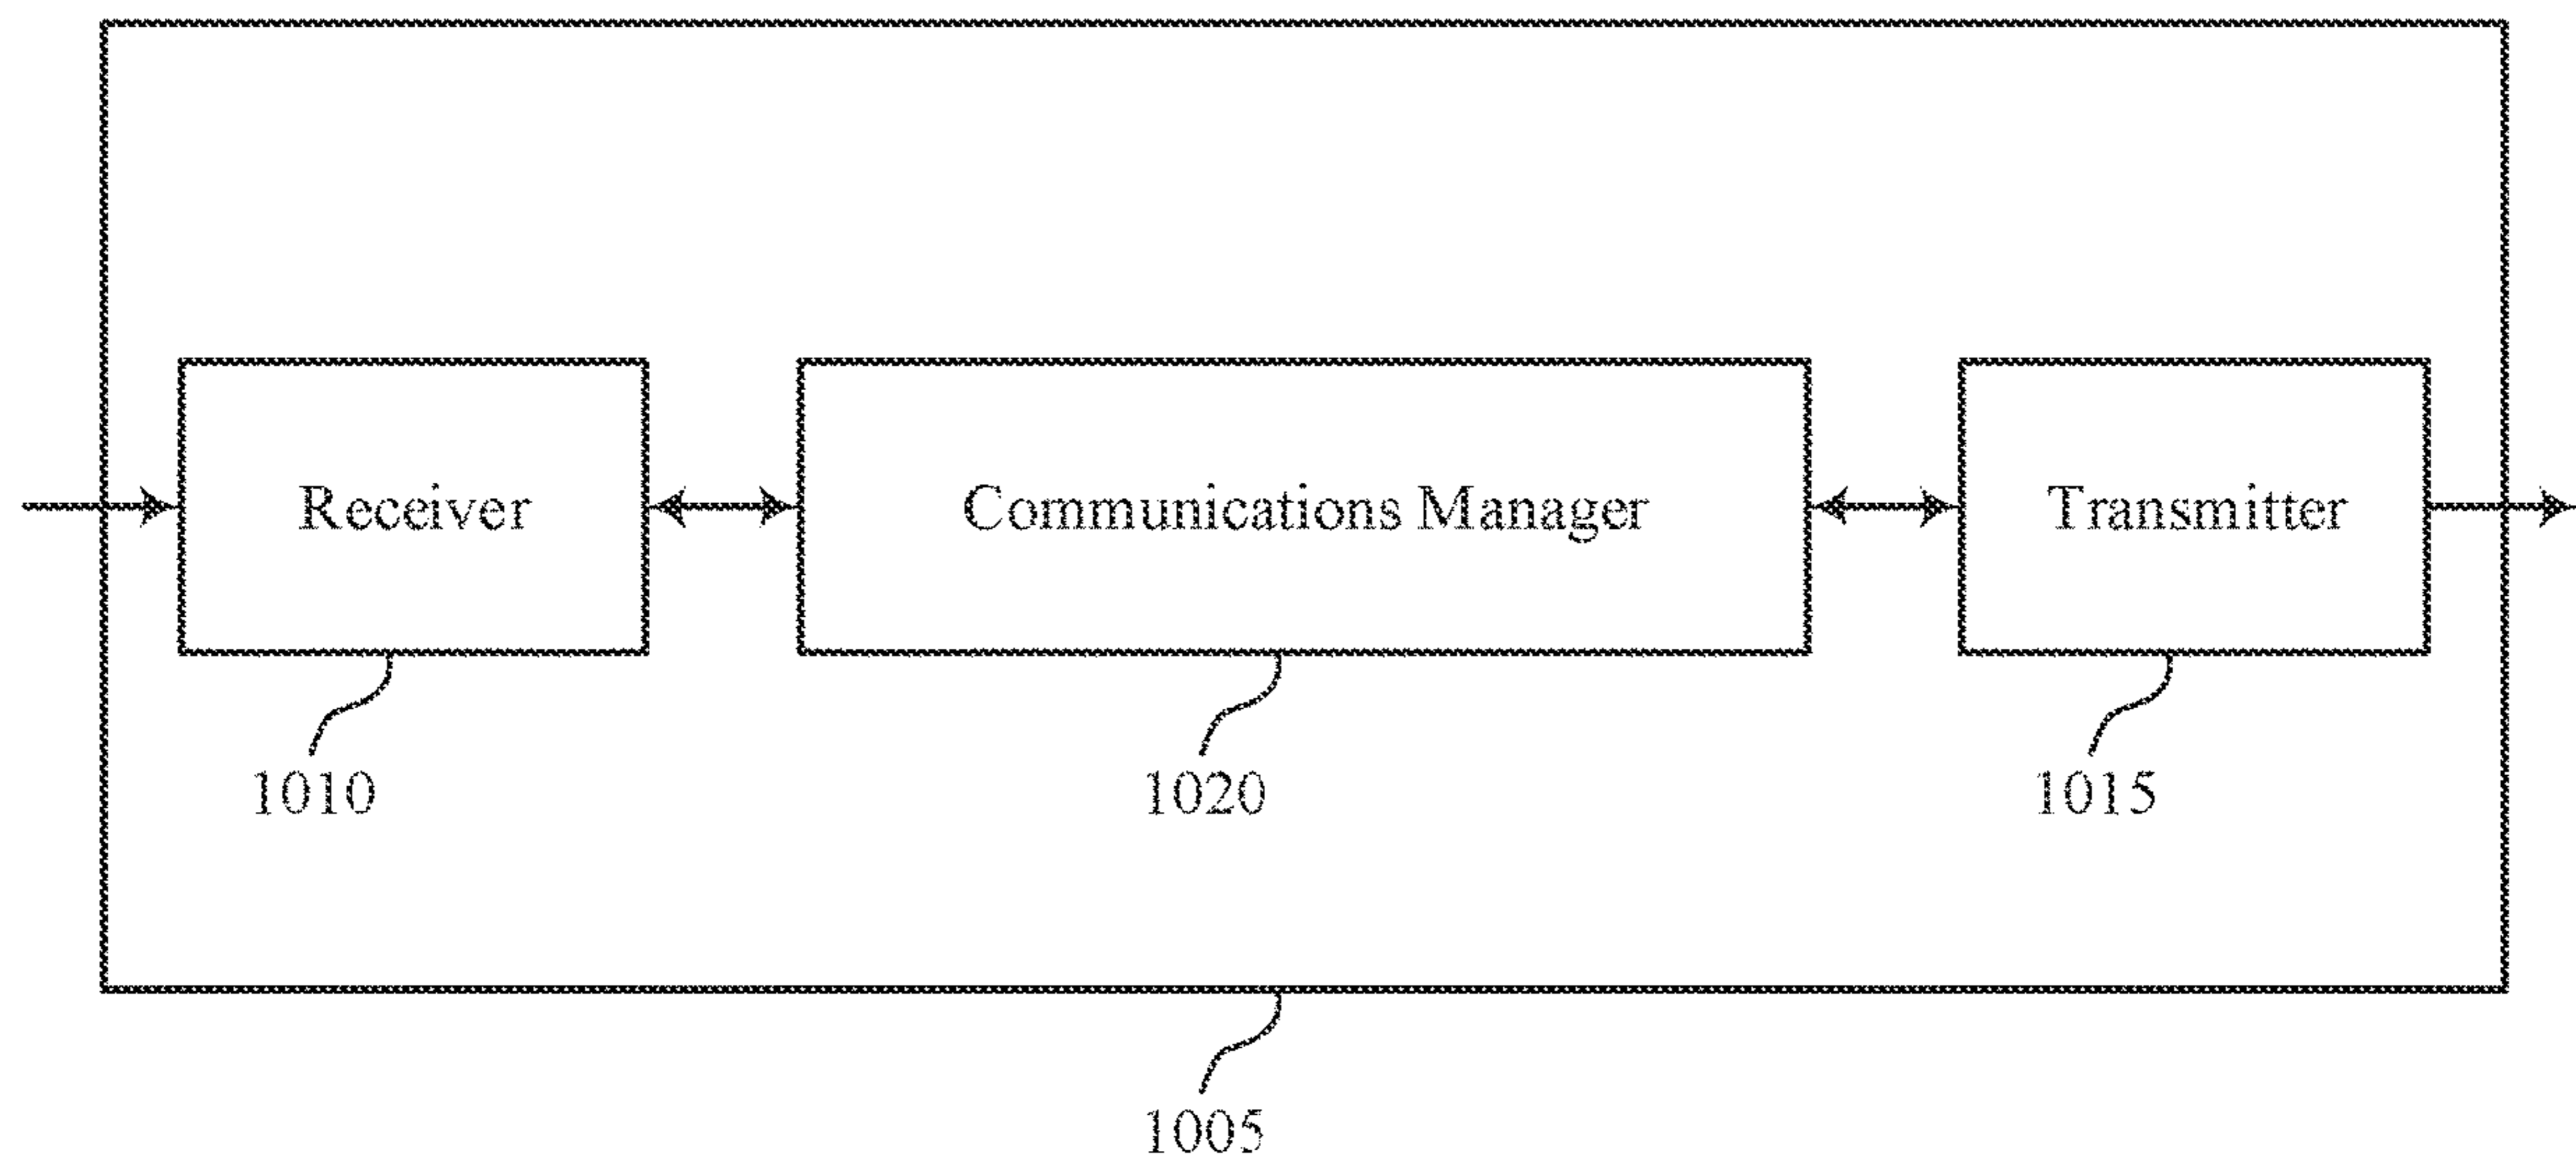 Receiver
Communications Manager
Transmitter
1010
1020
1015
1005